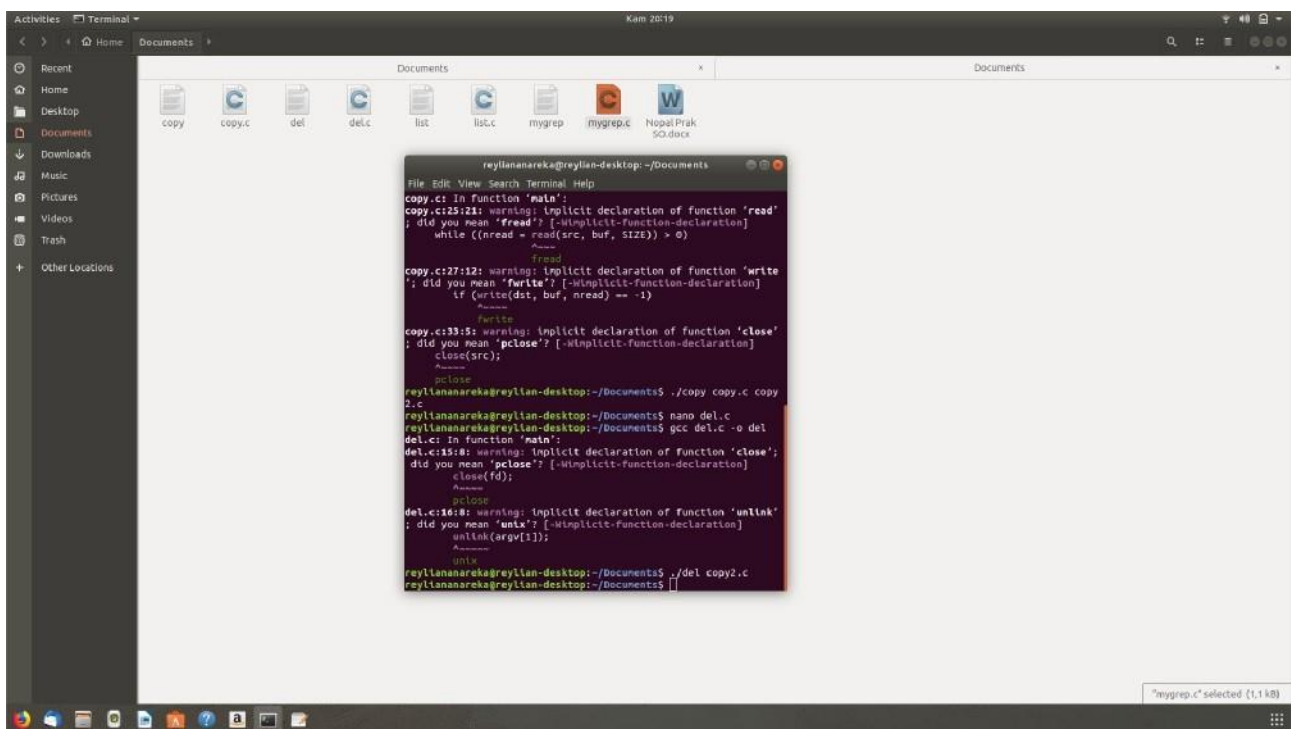 Activities Terminal
Kam 20:19
Home Documents
Recent
Home
Desktop
Documents
Downloads
Music
Pictures
Videos
Trash
+ Other Locations
Documents
Documents
copy
copy.c
del
del.c
list
list.c
mygrep
mygrep.c
Nopal Prak
SO.docx
reyliananareka@reylian-desktop: ~/Documents
File Edit View Search Terminal Help
copy.c: In function ‘main’:
copy.c:25:21: warning: implicit declaration of function ‘read’
; did you mean ‘fread’? [-Wimplicit-function-declaration]
while ((nread = read(src, buf, SIZE)) > 0)
^~~~
fread
copy.c:27:12: warning: implicit declaration of function ‘write
’; did you mean ‘fwrite’? [-Wimplicit-function-declaration]
if (write(dst, buf, nread) == -1)
^~~~~
fwrite
copy.c:33:5: warning: implicit declaration of function ‘close’
; did you mean ‘pclose’? [-Wimplicit-function-declaration]
close(src);
^~~~~
pclose
reyliananareka@reylian-desktop:~/Documents$ ./copy copy.c copy
2.c
reyliananareka@reylian-desktop:~/Documents$ nano del.c
reyliananareka@reylian-desktop:~/Documents$ gcc del.c -o del
del.c: In function ‘main’:
del.c:15:8: warning: implicit declaration of function ‘close’;
did you mean ‘pclose’? [-Wimplicit-function-declaration]
close(fd);
^~~~~
pclose
del.c:16:8: warning: implicit declaration of function ‘unlink’
; did you mean ‘unix’? [-Wimplicit-function-declaration]
unlink(argv[1]);
^~~~~~
unix
reyliananareka@reylian-desktop:~/Documents$ ./del copy2.c
reyliananareka@reylian-desktop:~/Documents$
"mygrep.c" selected (1,1 kB)